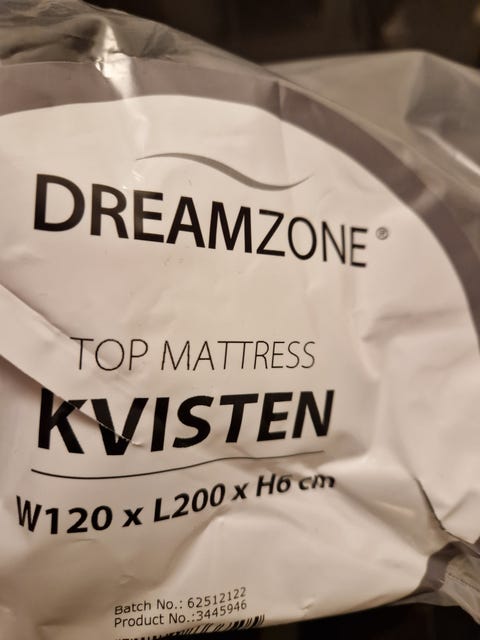 DREAMZONE®
TOP MATTRESS
KVISTEN
W120 x L200 x H6 cm
Batch No.: 62512122
Product No.:3445946